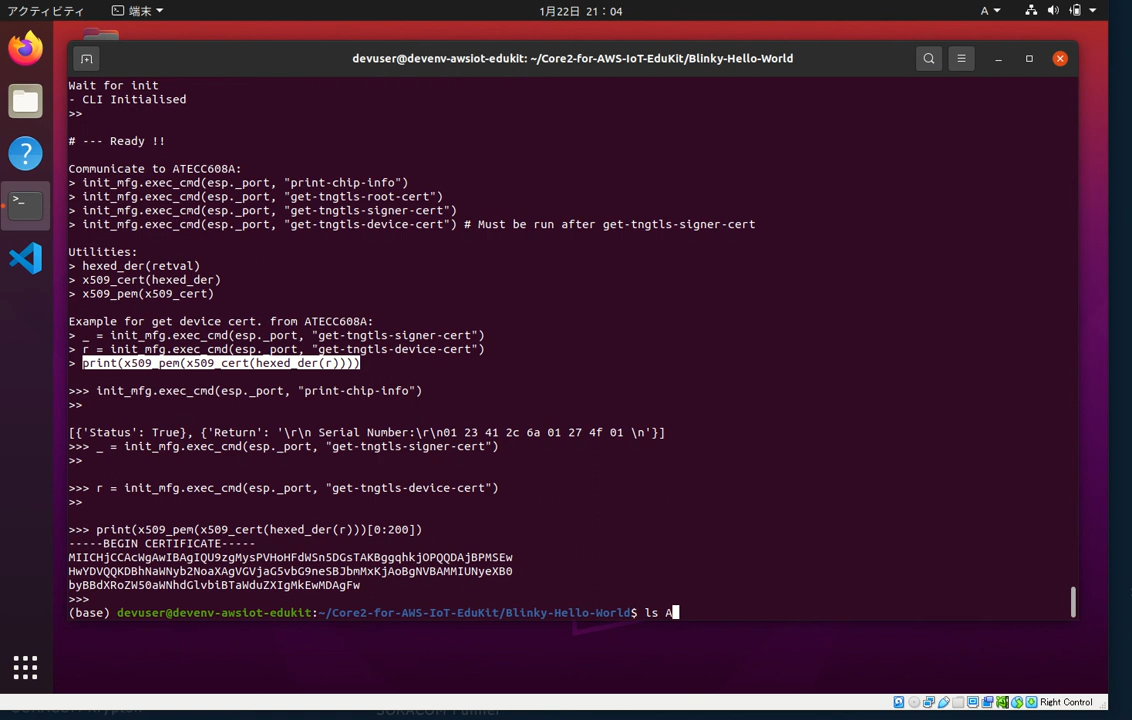 アクティビティ
端末
1月22日 21：04
A
devuser@devenv-awsiot-edukit: ~/Core2-for-AWS-IoT-EduKit/Blinky-Hello-World
Wait for init
- CLI Initialised
>>
# --- Ready !!
Communicate to ATECC608A:
> init_mfg.exec_cmd(esp._port, "print-chip-info")
> init_mfg.exec_cmd(esp._port, "get-tngtls-root-cert")
> init_mfg.exec_cmd(esp._port, "get-tngtls-signer-cert")
> init_mfg.exec_cmd(esp._port, "get-tngtls-device-cert") # Must be run after get-tngtls-signer-cert
Utilities:
> hexed_der(retval)
> x509_cert(hexed_der)
> x509_pem(x509_cert)
Example for get device cert. from ATECC608A:
> _ = init_mfg.exec_cmd(esp._port, "get-tngtls-signer-cert")
> r = init_mfg.exec_cmd(esp._port, "get-tngtls-device-cert")
> print(x509_pem(x509_cert(hexed_der(r))))
>>> init_mfg.exec_cmd(esp._port, "print-chip-info")
>>
[{'Status': True}, {'Return': '\r\n Serial Number:\r\n01 23 41 2c 6a 01 27 4f 01 \n'}]
>>> _ = init_mfg.exec_cmd(esp._port, "get-tngtls-signer-cert")
>>
>>> r = init_mfg.exec_cmd(esp._port, "get-tngtls-device-cert")
>>
>>> print(x509_pem(x509_cert(hexed_der(r)))[0:200])
-----BEGIN CERTIFICATE-----
MIICHjCCAcWgAwIBAgIQU9zgMysPVHoHFdWSn5DGsTAKBggqhkjOPQQDAjBPMSEw
HwYDVQQKDBhNaWNyb2NoaXAgVGVjaG5vbG9neSBJbmMxKjAoBgNVBAMMIUNyeXB0
byBBdXRoZW50aWNhdGlvbiBTaWduZXIgMkEwMDAgFw
>>>
(base) devuser@devenv-awsiot-edukit:~/Core2-for-AWS-IoT-EduKit/Blinky-Hello-World$ ls A
Right Control